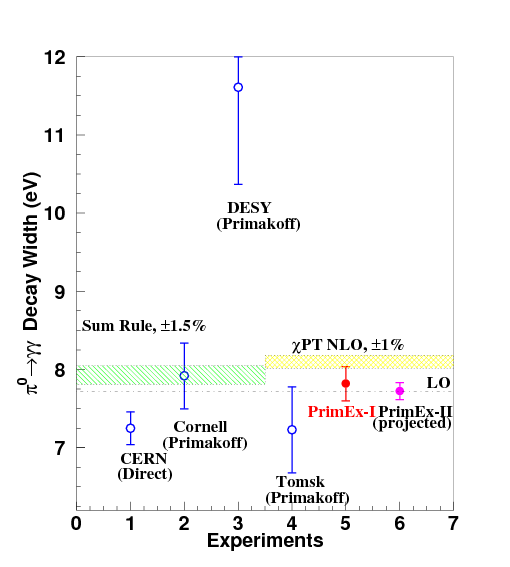 12
11
10
9
8
7
π⁰→γγ Decay Width (eV)
DESY
(Primakoff)
Sum Rule, ±1.5%
χPT NLO, ±1%
LO
PrimEx-I
PrimEx-II
(projected)
Cornell
(Primakoff)
CERN
(Direct)
Tomsk
(Primakoff)
0 1 2 3 4 5 6 7
Experiments